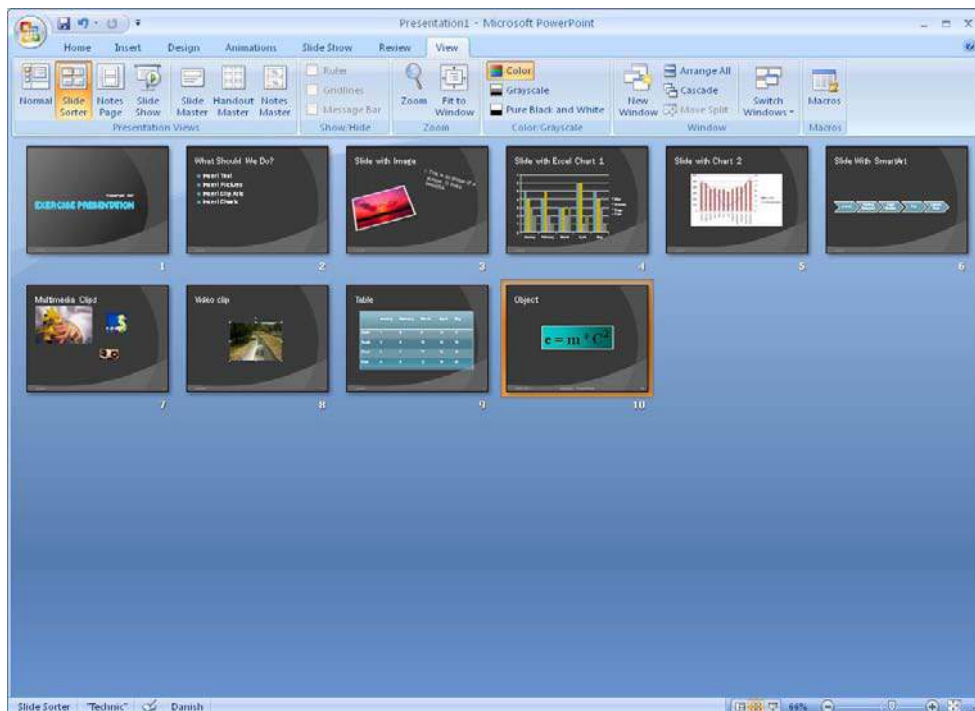 Presentation1 - Microsoft PowerPoint
Home Insert Design Animations Slide Show Review View
Normal Slide Sorter Notes Page Slide Show Slide Master Handout Master Notes Master
Presentation Views
Ruler
Gridlines
Message Bar
Show/Hide
Zoom Fit to Window
Zoom
Color
Grayscale
Pure Black and White
Color/Grayscale
New Window
Arrange All
Cascade
Move Split
Switch Windows
Window
Macros
Macros
EXERCISE PRESENTATION
1
What Should We Do?
Insert Text
Insert Pictures
Insert Clip Arts
Insert Charts
2
Slide with Image
3
Slide with Excel Chart 1
4
Slide with Chart 2
5
Slide With SmartArt
6
Multimedia Clips
7
Video clip
8
Table
9
Object
e = m * C²
10
Slide Sorter "Technic" Danish 66%